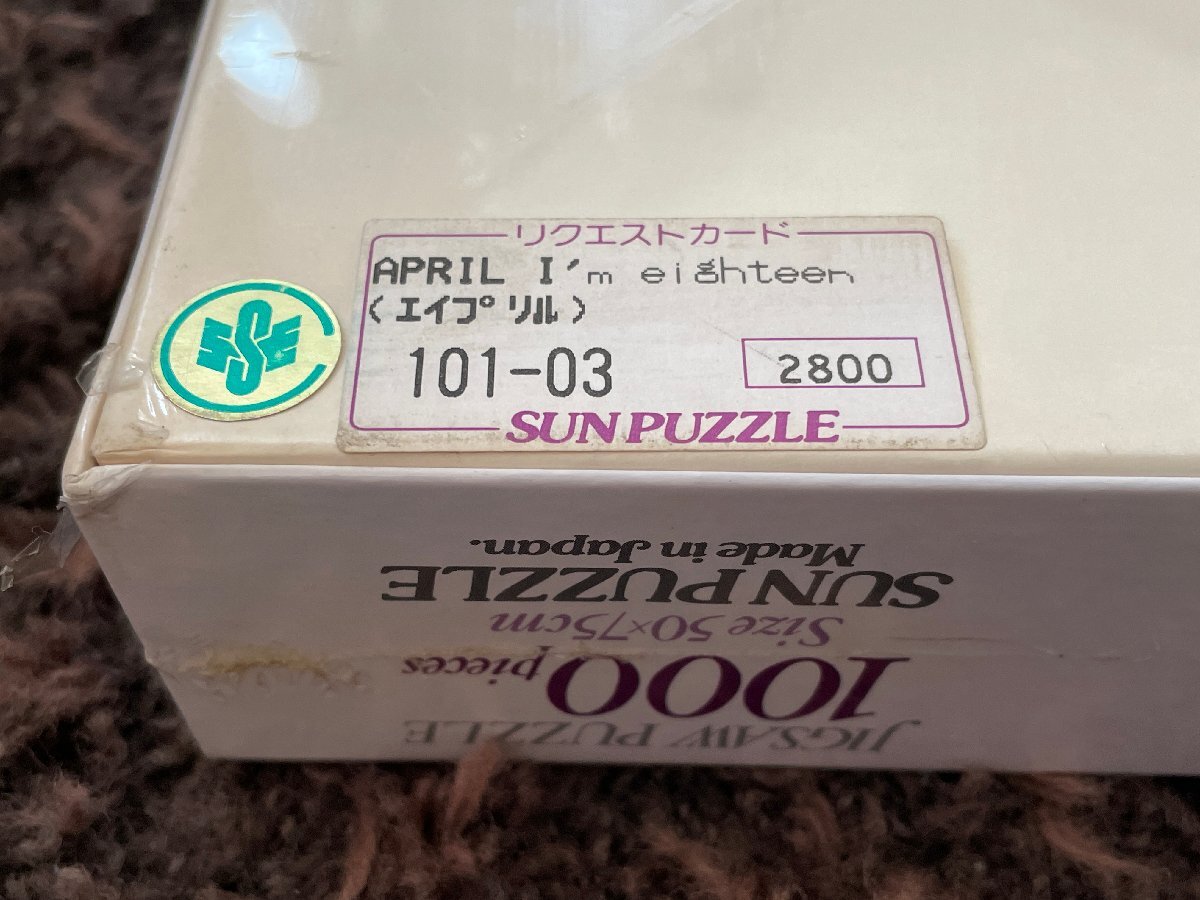 リクエストカード
APRIL I'm eighteen
(エイプリル)
101-03
2800
SUN PUZZLE
JIGSAW PUZZLE
1000 pieces
Size 50×75cm
SUN PUZZLE
Made in Japan.